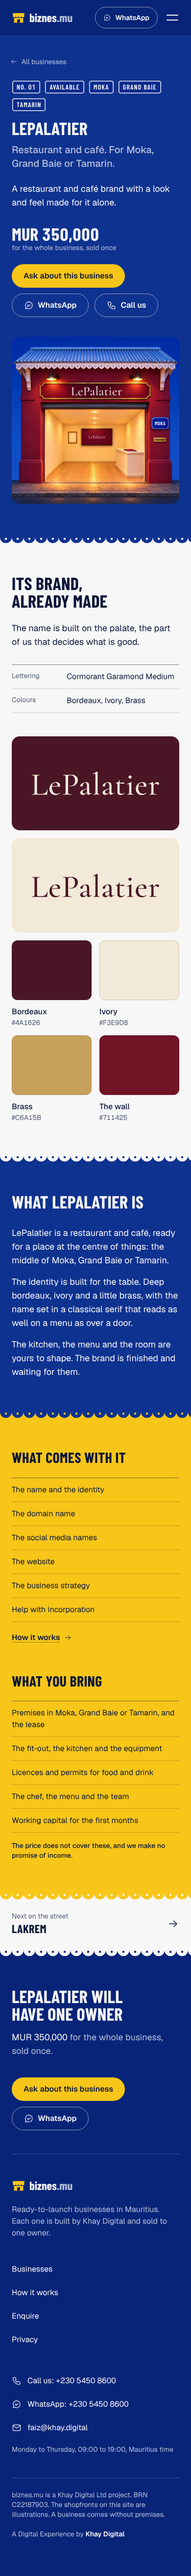 biznes.mu
WhatsApp
← All businesses
NO. 01
AVAILABLE
MOKA
GRAND BAIE
TAMARIN
LEPALATIER
Restaurant and café. For Moka,
Grand Baie or Tamarin.
A restaurant and café brand with a look
and feel made for it alone.
MUR 350,000
for the whole business, sold once
Ask about this business
WhatsApp
Call us
LePalatier
LePalatier
MOKA
ITS BRAND,
ALREADY MADE
The name is built on the palate, the part
of us that decides what is good.
Lettering
Cormorant Garamond Medium
Colours
Bordeaux, Ivory, Brass
LePalatier
LePalatier
Bordeaux
#4A1626
Ivory
#F3E9D8
Brass
#C6A15B
The wall
#711425
WHAT LEPALATIER IS
LePalatier is a restaurant and café, ready
for a place at the centre of things: the
middle of Moka, Grand Baie or Tamarin.
The identity is built for the table. Deep
bordeaux, ivory and a little brass, with the
name set in a classical serif that reads as
well on a menu as over a door.
The kitchen, the menu and the room are
yours to shape. The brand is finished and
waiting for them.
WHAT COMES WITH IT
The name and the identity
The domain name
The social media names
The website
The business strategy
Help with incorporation
How it works →
WHAT YOU BRING
Premises in Moka, Grand Baie or Tamarin, and
the lease
The fit-out, the kitchen and the equipment
Licences and permits for food and drink
The chef, the menu and the team
Working capital for the first months
The price does not cover these, and we make no
promise of income.
Next on the street
LAKREM
→
LEPALATIER WILL
HAVE ONE OWNER
MUR 350,000 for the whole business,
sold once.
Ask about this business
WhatsApp
biznes.mu
Ready-to-launch businesses in Mauritius.
Each one is built by Khay Digital and sold to
one owner.
Businesses
How it works
Enquire
Privacy
Call us: +230 5450 8600
WhatsApp: +230 5450 8600
faiz@khay.digital
Monday to Thursday, 09:00 to 19:00, Mauritius time
biznes.mu is a Khay Digital Ltd project. BRN
C22187903. The shopfronts on this site are
illustrations. A business comes without premises.
A Digital Experience by Khay Digital